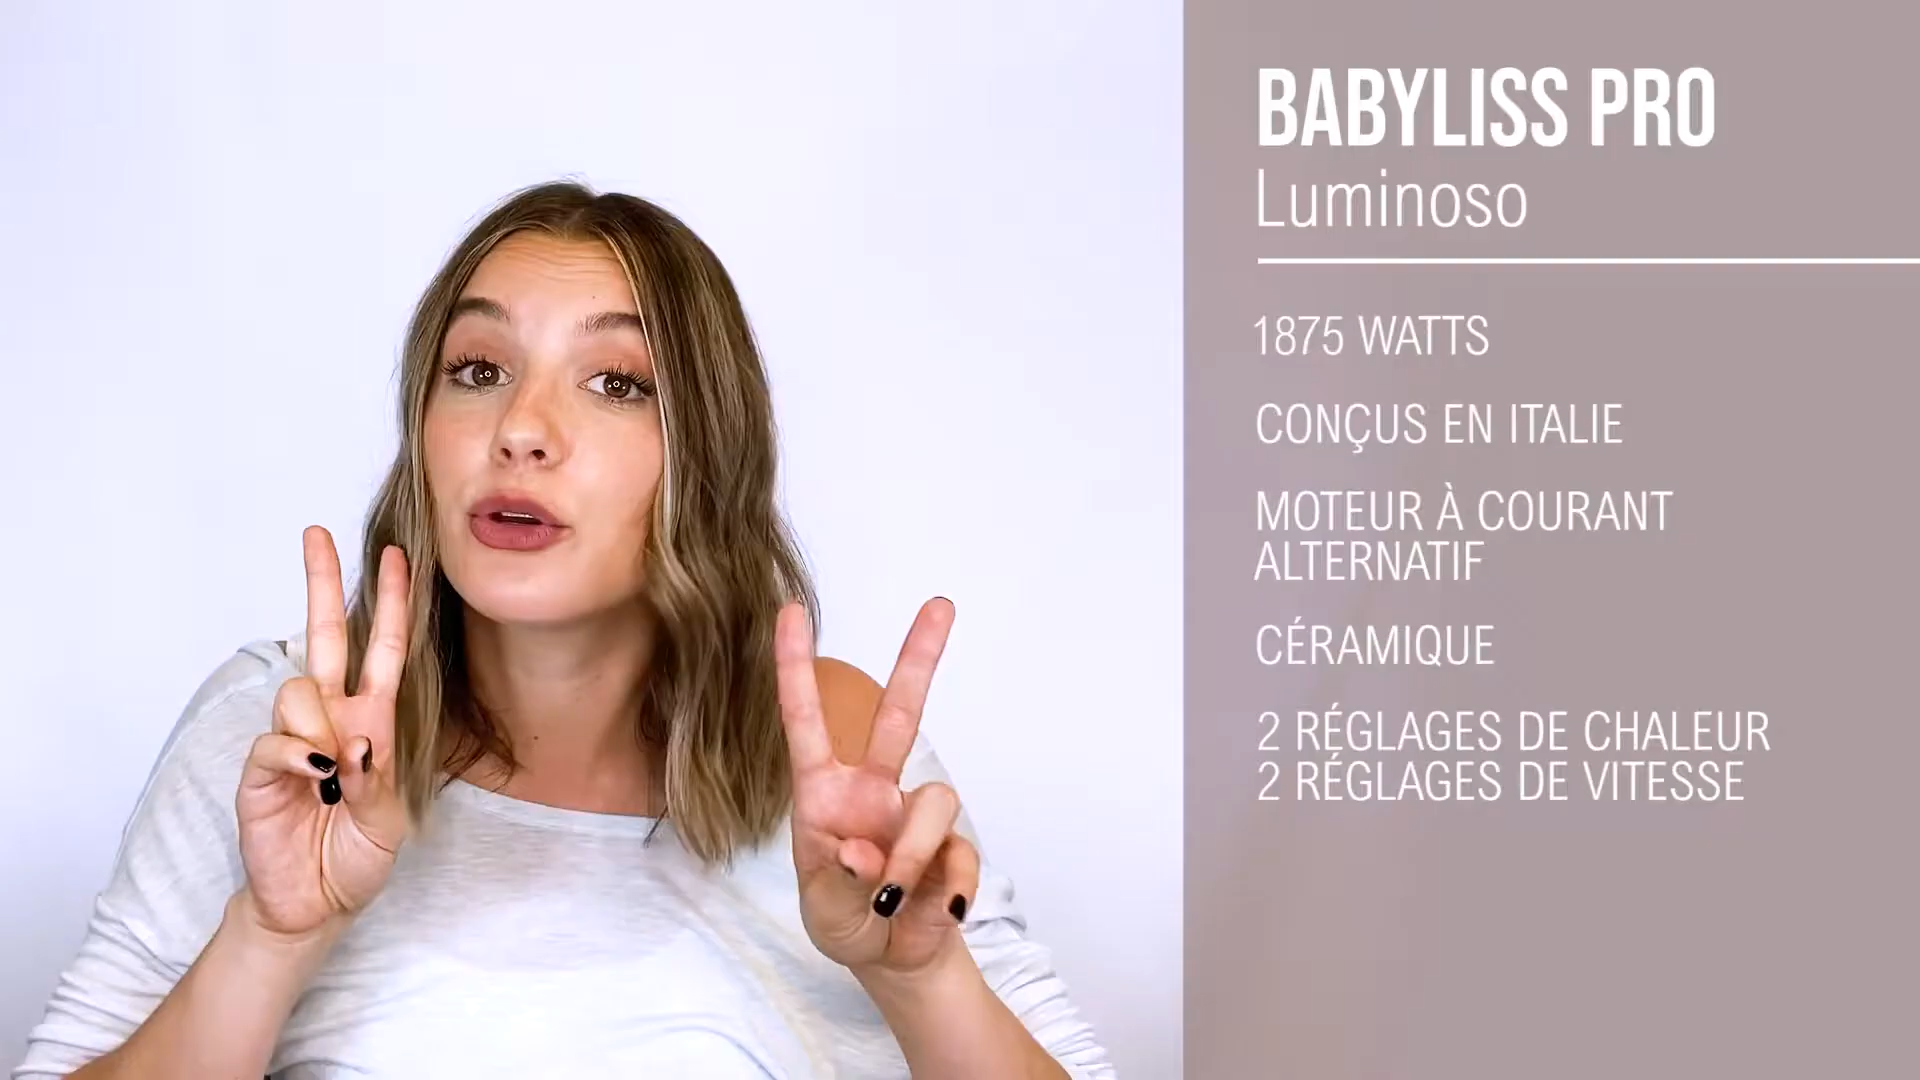 BABYLISS PRO
Luminoso
1875 WATTS
CONÇUS EN ITALIE
MOTEUR À COURANT
ALTERNATIF
CÉRAMIQUE
2 RÉGLAGES DE CHALEUR
2 RÉGLAGES DE VITESSE